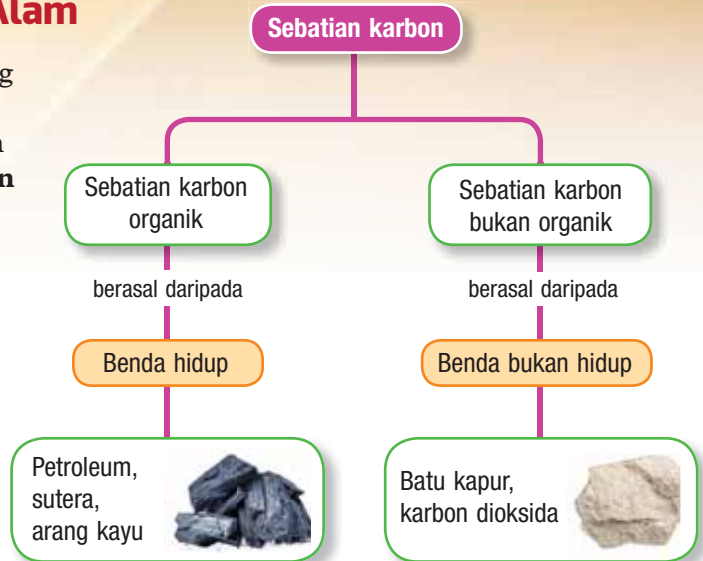 Alam
Sebatian karbon
g
n
Sebatian karbon
organik
Sebatian karbon
bukan organik
berasal daripada
berasal daripada
Benda hidup
Benda bukan hidup
Petroleum,
sutera,
arang kayu
Batu kapur,
karbon dioksida